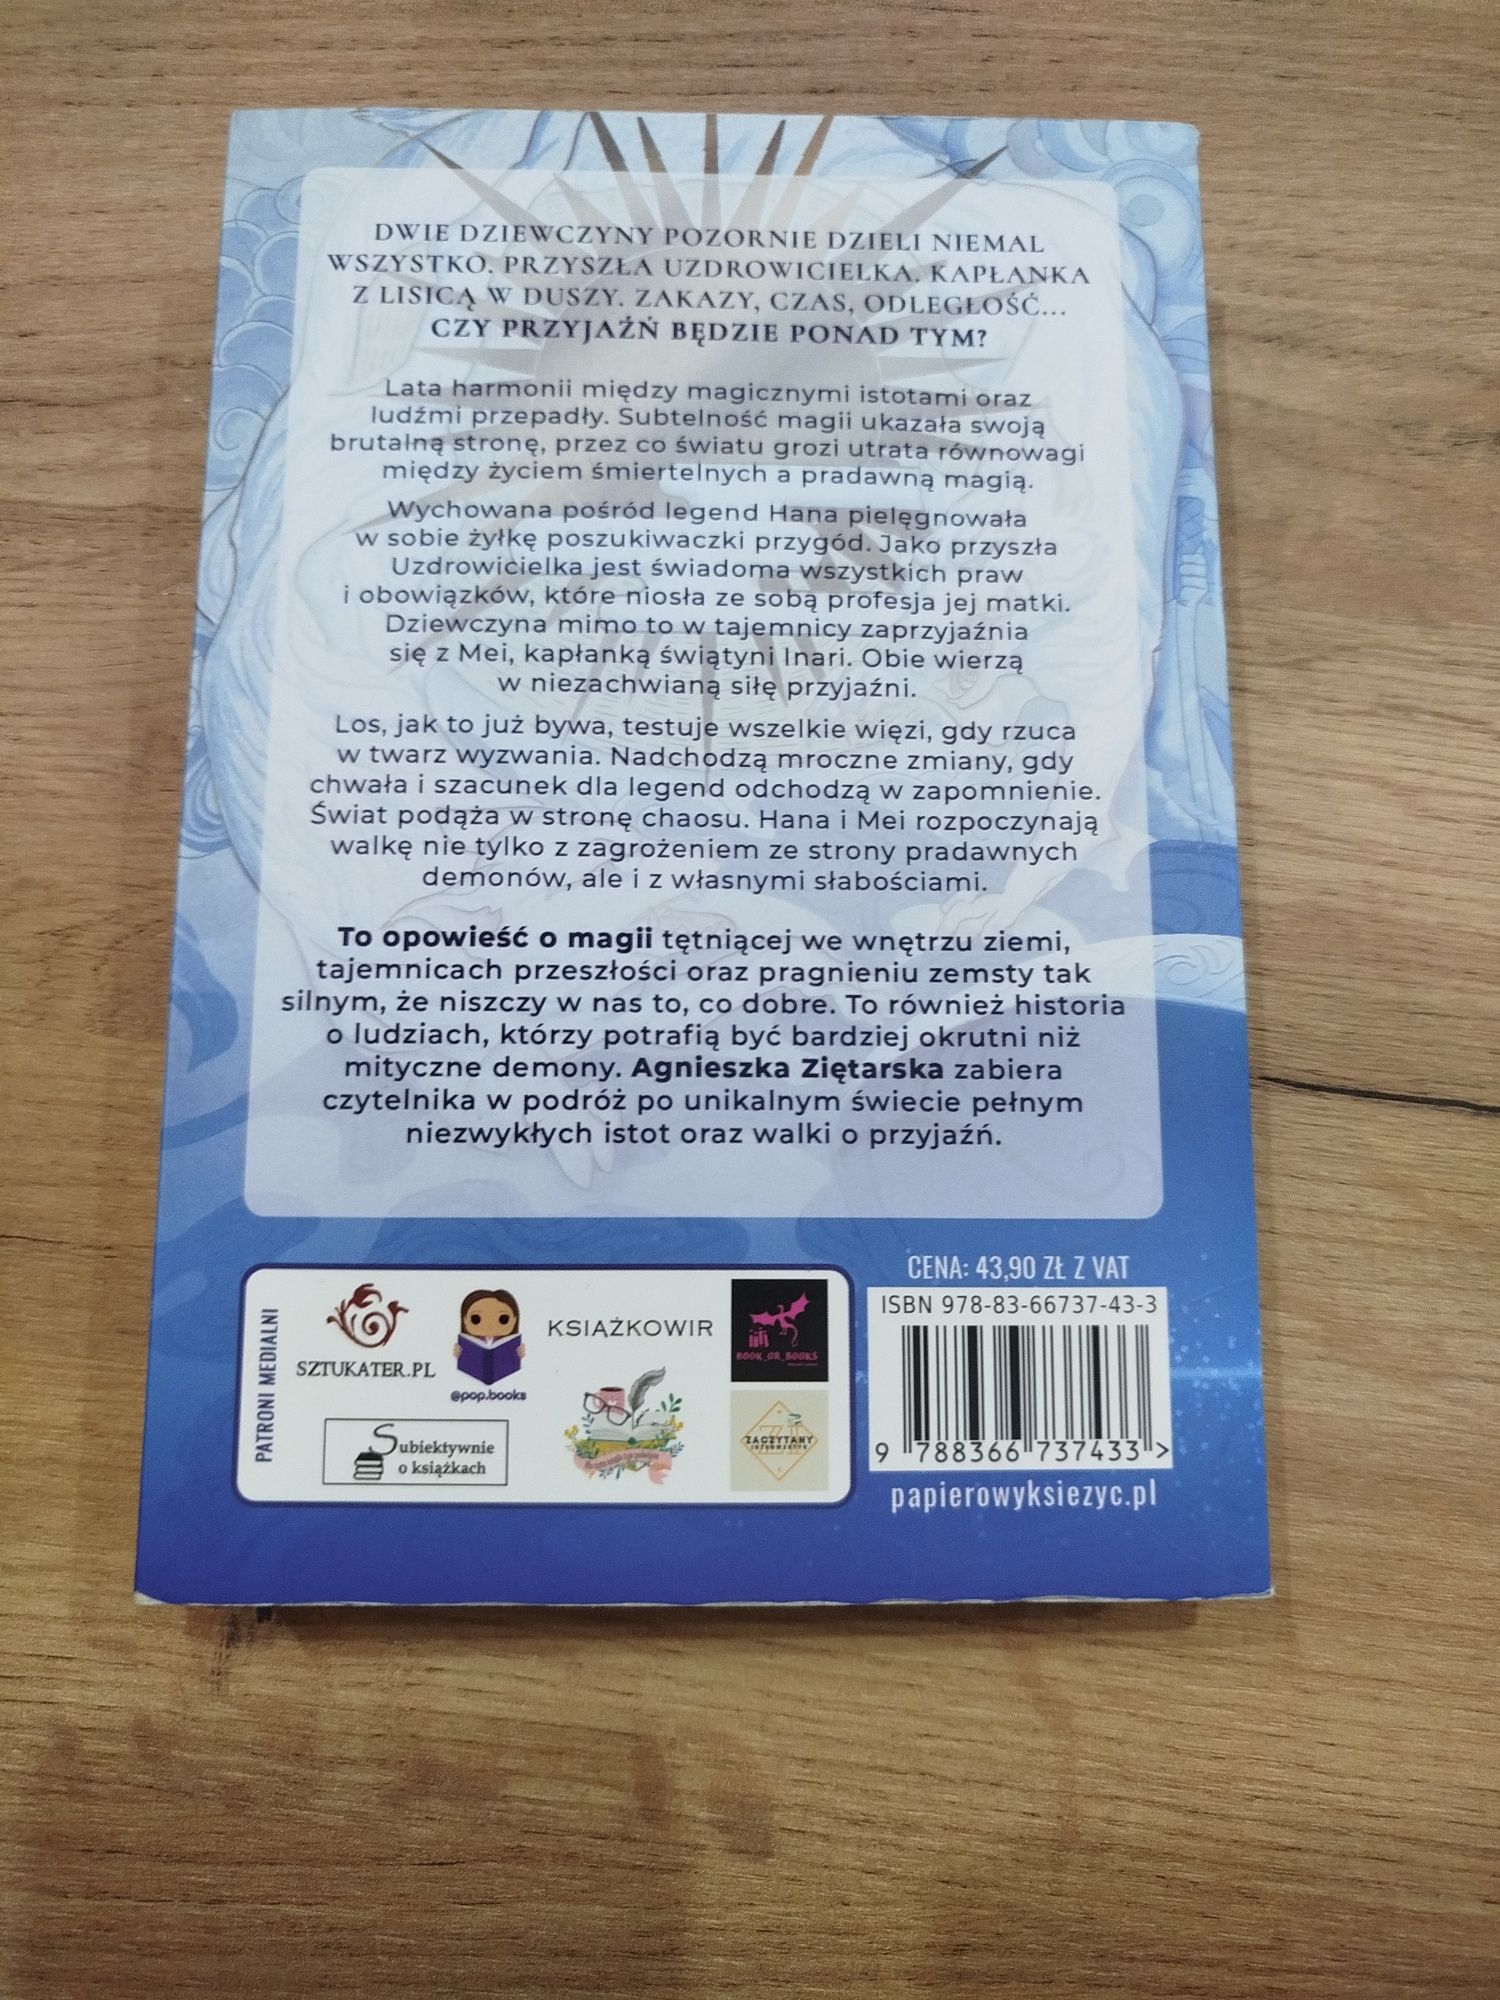 DWIE DZIEWCZYNY POZORNIE DZIELI NIEMAL
WSZYSTKO. PRZYSZŁA UZDROWICIELKA. KAPŁANKA
Z LISICĄ W DUSZY. ZAKAZY, CZAS, ODLEGŁOŚĆ...
CZY PRZYJAŹŃ BĘDZIE PONAD TYM?
Lata harmonii między magicznymi istotami oraz
ludźmi przepadły. Subtelność magii ukazała swoją
brutalną stronę, przez co światu grozi utrata równowagi
między życiem śmiertelnych a pradawną magią.
Wychowana pośród legend Hana pielęgnowała
w sobie żyłkę poszukiwaczki przygód. Jako przyszła
Uzdrowicielka jest świadoma wszystkich praw
i obowiązków, które niosła ze sobą profesja jej matki.
Dziewczyna mimo to w tajemnicy zaprzyjaźnia
się z Mei, kapłanką świątyni Inari. Obie wierzą
w niezachwianą siłę przyjaźni.
Los, jak to już bywa, testuje wszelkie więzi, gdy rzuca
w twarz wyzwania. Nadchodzą mroczne zmiany, gdy
chwała i szacunek dla legend odchodzą w zapomnienie.
Świat podąża w stronę chaosu. Hana i Mei rozpoczynają
walkę nie tylko z zagrożeniem ze strony pradawnych
demonów, ale i z własnymi słabościami.
To opowieść o magii tętniącej we wnętrzu ziemi,
tajemnicach przeszłości oraz pragnieniu zemsty tak
silnym, że niszczy w nas to, co dobre. To również historia
o ludziach, którzy potrafią być bardziej okrutni niż
mityczne demony. Agnieszka Ziętarska zabiera
czytelnika w podróż po unikalnym świecie pełnym
niezwykłych istot oraz walki o przyjaźń.
PATRONI MEDIALNI
SZTUKATER.PL
@pop.books
KSIĄŻKOWIR
BOOK_OR_BOOKS
Subiektywnie
o książkach
ZACZYTANY
CENA: 43,90 ZŁ Z VAT
ISBN 978-83-66737-43-3
9 788366 737433 >
papierowyksiezyc.pl